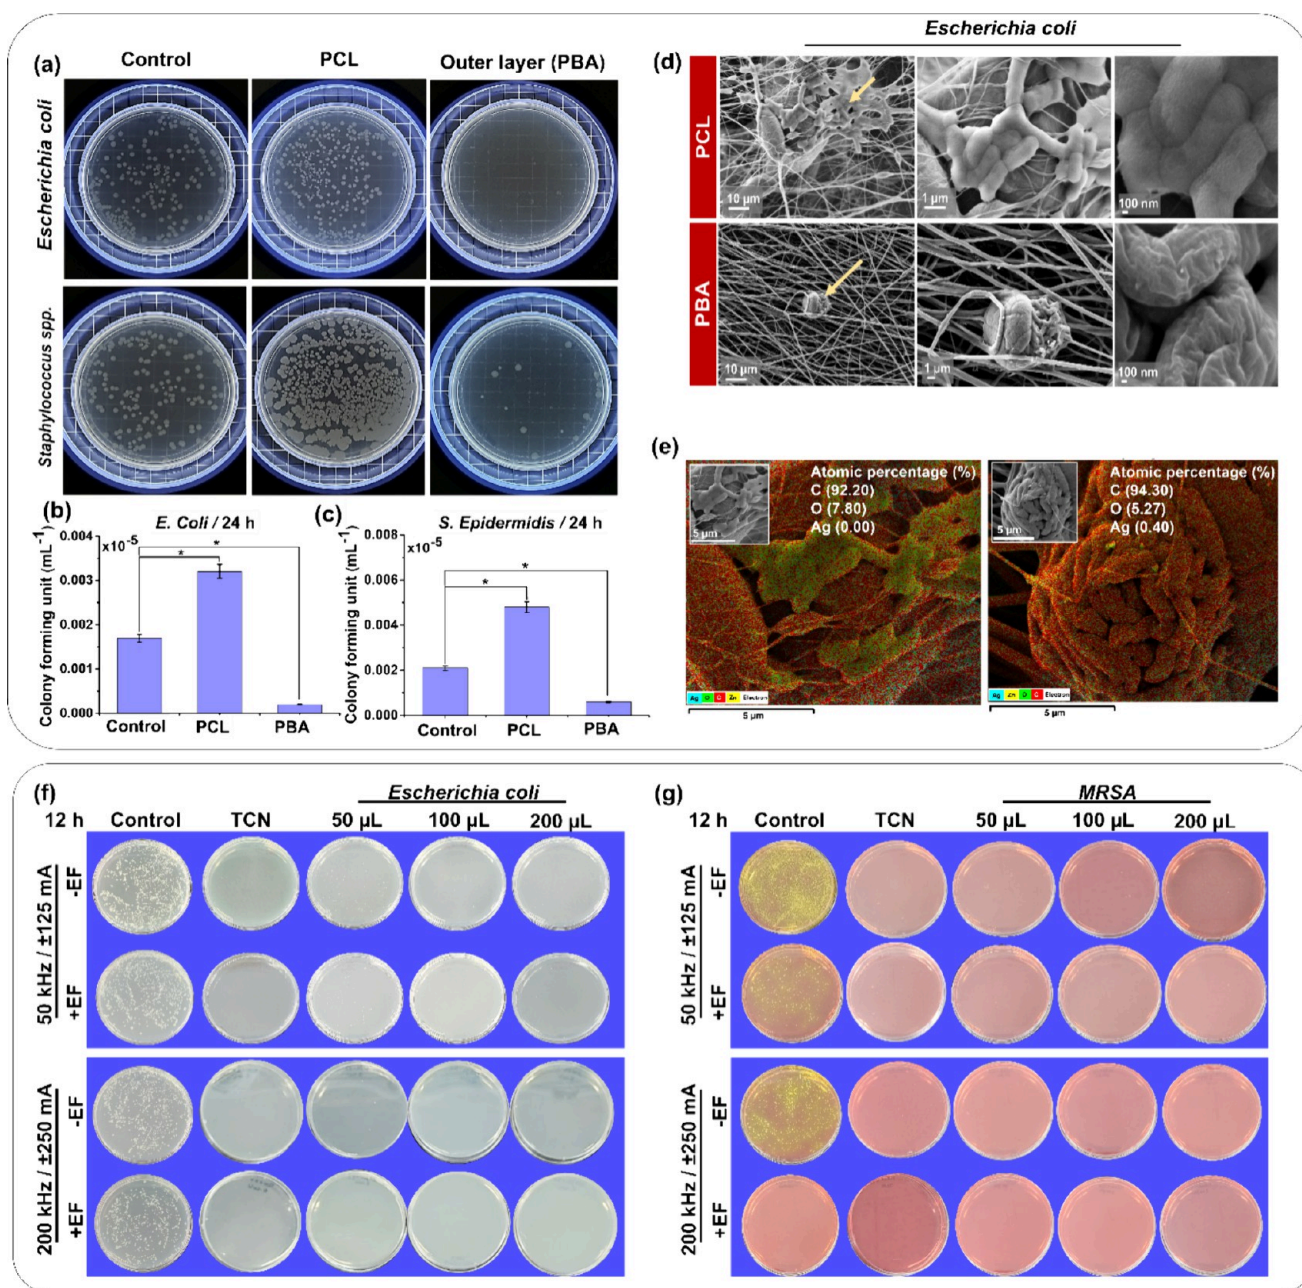 (a)
Control
PCL
Outer layer (PBA)
Escherichia coli
Staphylococcus spp.
(b)
E. Coli / 24 h
x10⁻⁵
Colony forming unit (mL⁻¹)
0.004
0.003
0.002
0.001
0.000
*
*
Control
PCL
PBA
(c)
S. Epidermidis / 24 h
x10⁻⁵
Colony forming unit (mL⁻¹)
0.008
0.006
0.004
0.002
0.000
*
*
Control
PCL
PBA
(d)
Escherichia coli
PCL
10 µm
1 µm
100 nm
PBA
10 µm
1 µm
100 nm
(e)
5 µm
Atomic percentage (%)
C (92.20)
O (7.80)
Ag (0.00)
Electron
5 µm
5 µm
Atomic percentage (%)
C (94.30)
O (5.27)
Ag (0.40)
Electron
5 µm
(f)
Escherichia coli
12 h
Control
TCN
50 µL
100 µL
200 µL
50 kHz / ±125 mA
-EF
+EF
200 kHz / ±250 mA
-EF
+EF
(g)
MRSA
12 h
Control
TCN
50 µL
100 µL
200 µL
50 kHz / ±125 mA
-EF
+EF
200 kHz / ±250 mA
-EF
+EF